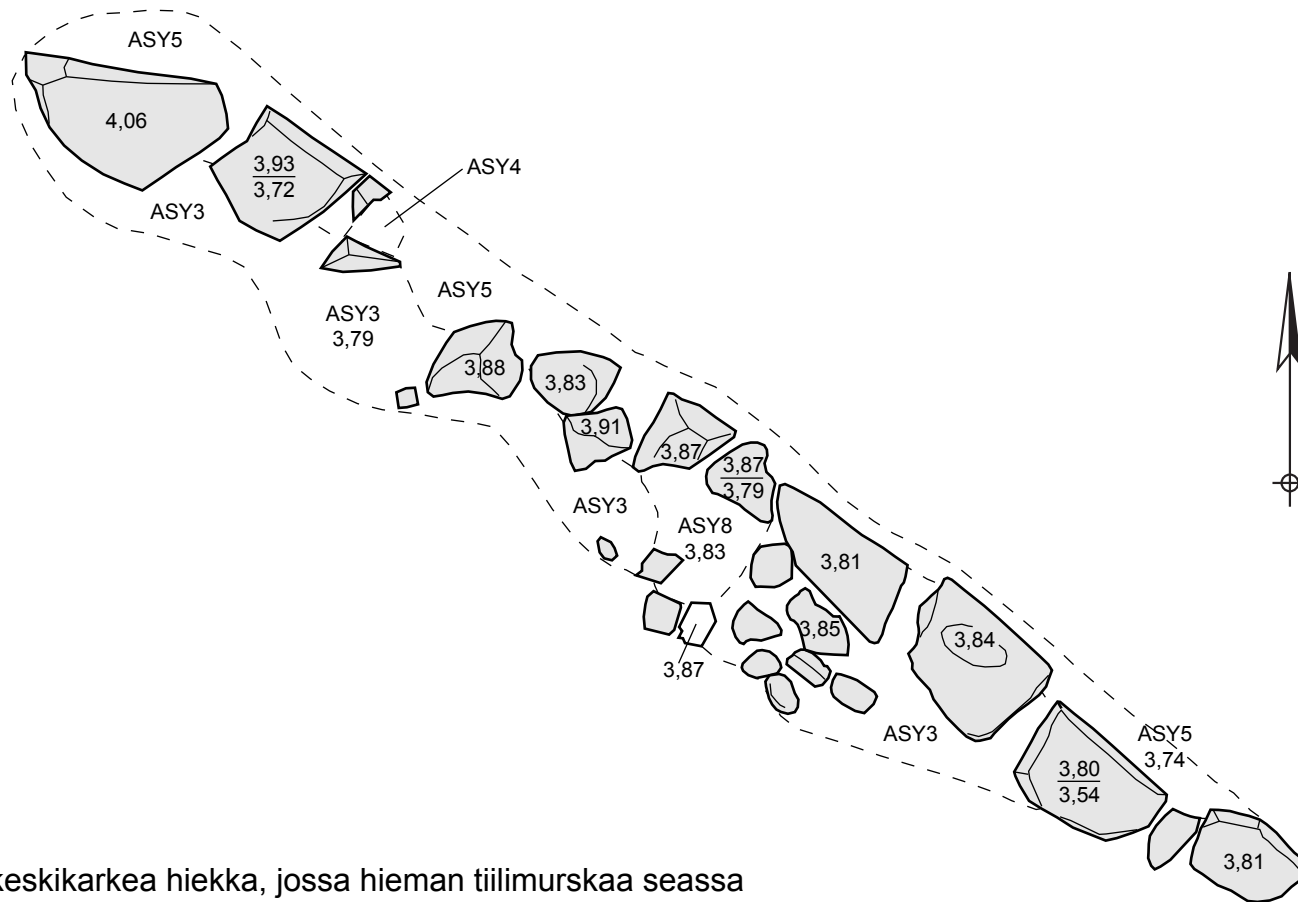 ASY5
4,06
3,93
3,72
ASY4
ASY3
ASY5
ASY3
3,79
3,88
3,83
3,91
3,87
3,87
3,79
ASY3
ASY8
3,83
3,81
3,85
3,84
3,87
ASY3
ASY5
3,74
3,80
3,54
3,81
keskikarkea hiekka, jossa hieman tiilimurskaa seassa